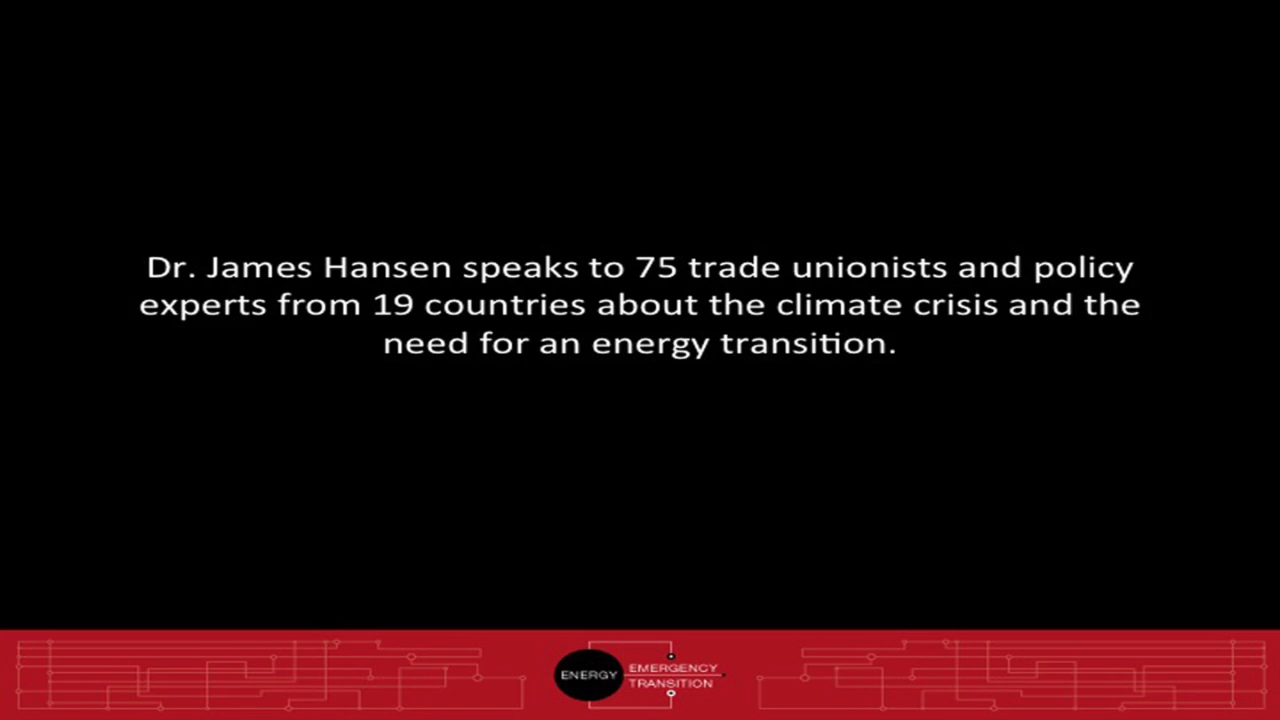 Dr. James Hansen speaks to 75 trade unionists and policy
experts from 19 countries about the climate crisis and the
need for an energy transition.
ENERGY
EMERGENCY
TRANSITION